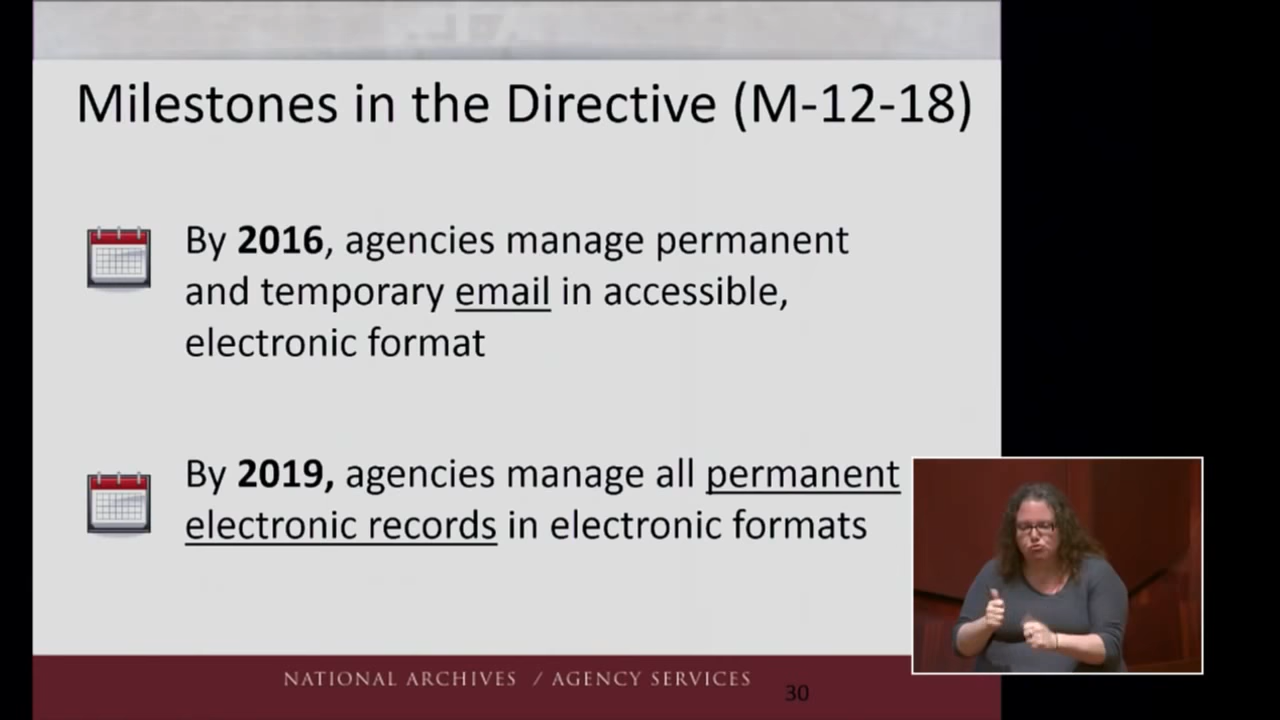 Milestones in the Directive (M-12-18)
By 2016, agencies manage permanent
and temporary email in accessible,
electronic format
By 2019, agencies manage all permanent
electronic records in electronic formats
NATIONAL ARCHIVES / AGENCY SERVICES
30